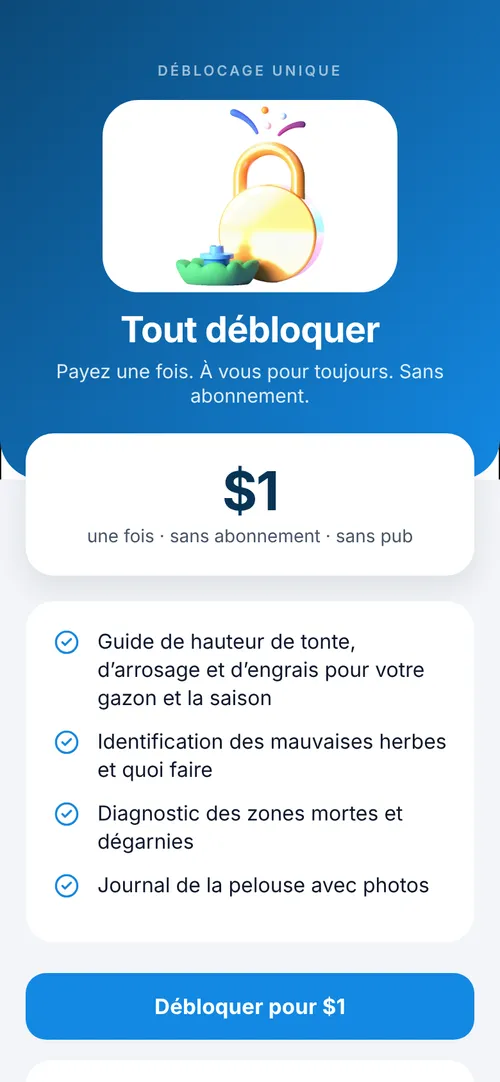 DÉBLOCAGE UNIQUE
Tout débloquer
Payez une fois. À vous pour toujours. Sans
abonnement.
$1
une fois · sans abonnement · sans pub
Guide de hauteur de tonte,
d’arrosage et d’engrais pour votre
gazon et la saison
Identification des mauvaises herbes
et quoi faire
Diagnostic des zones mortes et
dégarnies
Journal de la pelouse avec photos
Débloquer pour $1